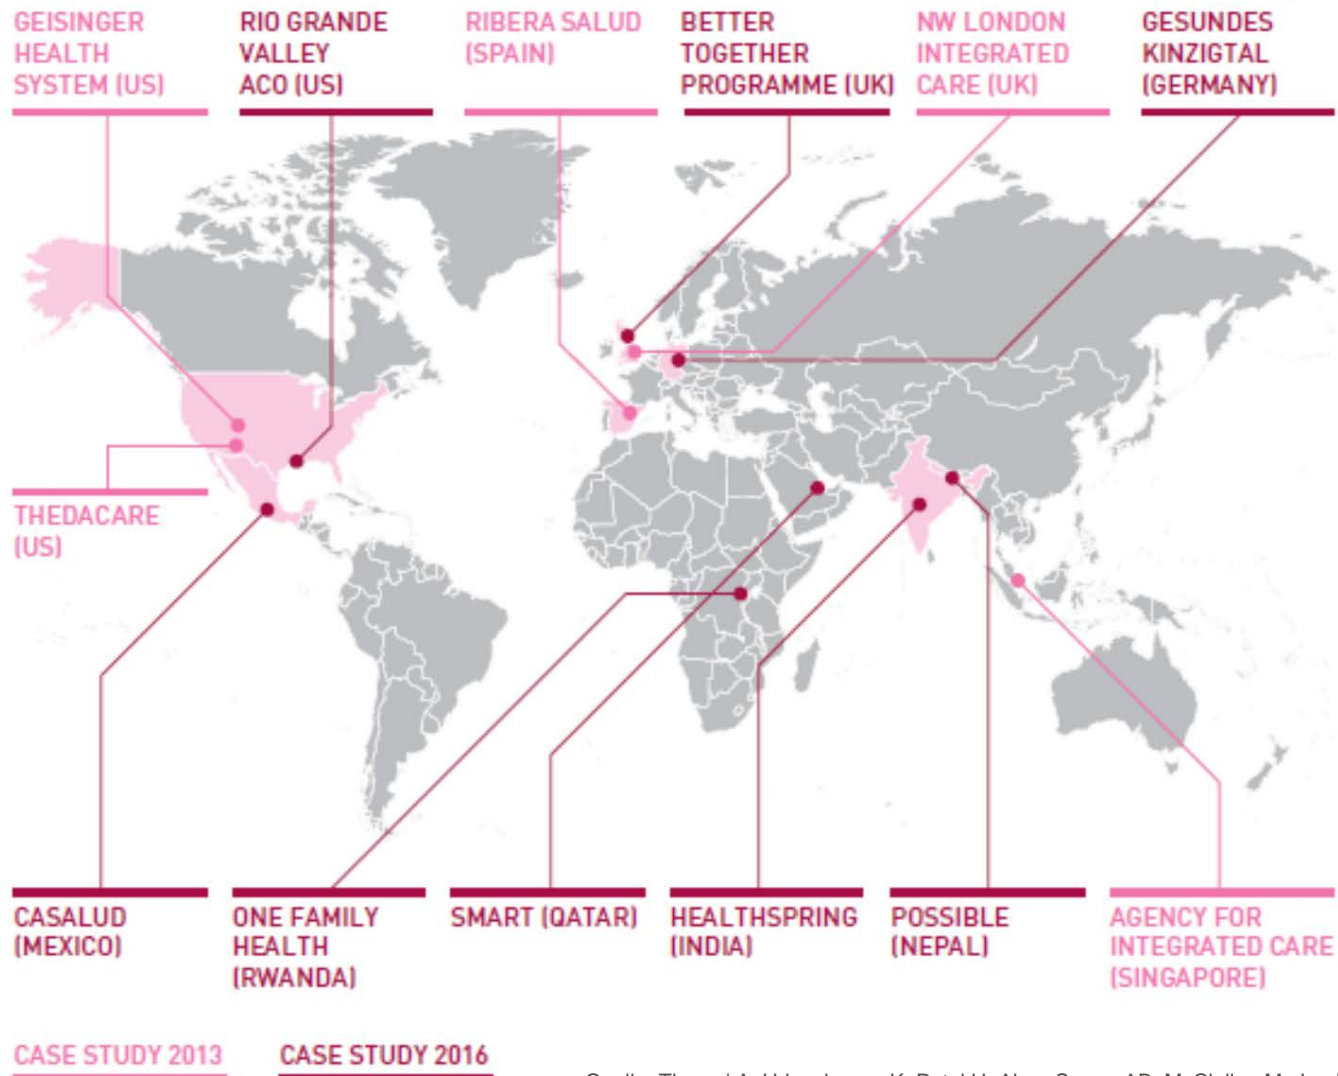 GEISINGER
HEALTH
SYSTEM (US)
RIO GRANDE
VALLEY
ACO (US)
RIBERA SALUD
(SPAIN)
BETTER
TOGETHER
PROGRAMME (UK)
NW LONDON
INTEGRATED
CARE (UK)
GESUNDES
KINZIGTAL
(GERMANY)
THEDACARE
(US)
CASALUD
(MEXICO)
ONE FAMILY
HEALTH
(RWANDA)
SMART (QATAR)
HEALTHSPRING
(INDIA)
POSSIBLE
(NEPAL)
AGENCY FOR
INTEGRATED CARE
(SINGAPORE)
CASE STUDY 2013
CASE STUDY 2016